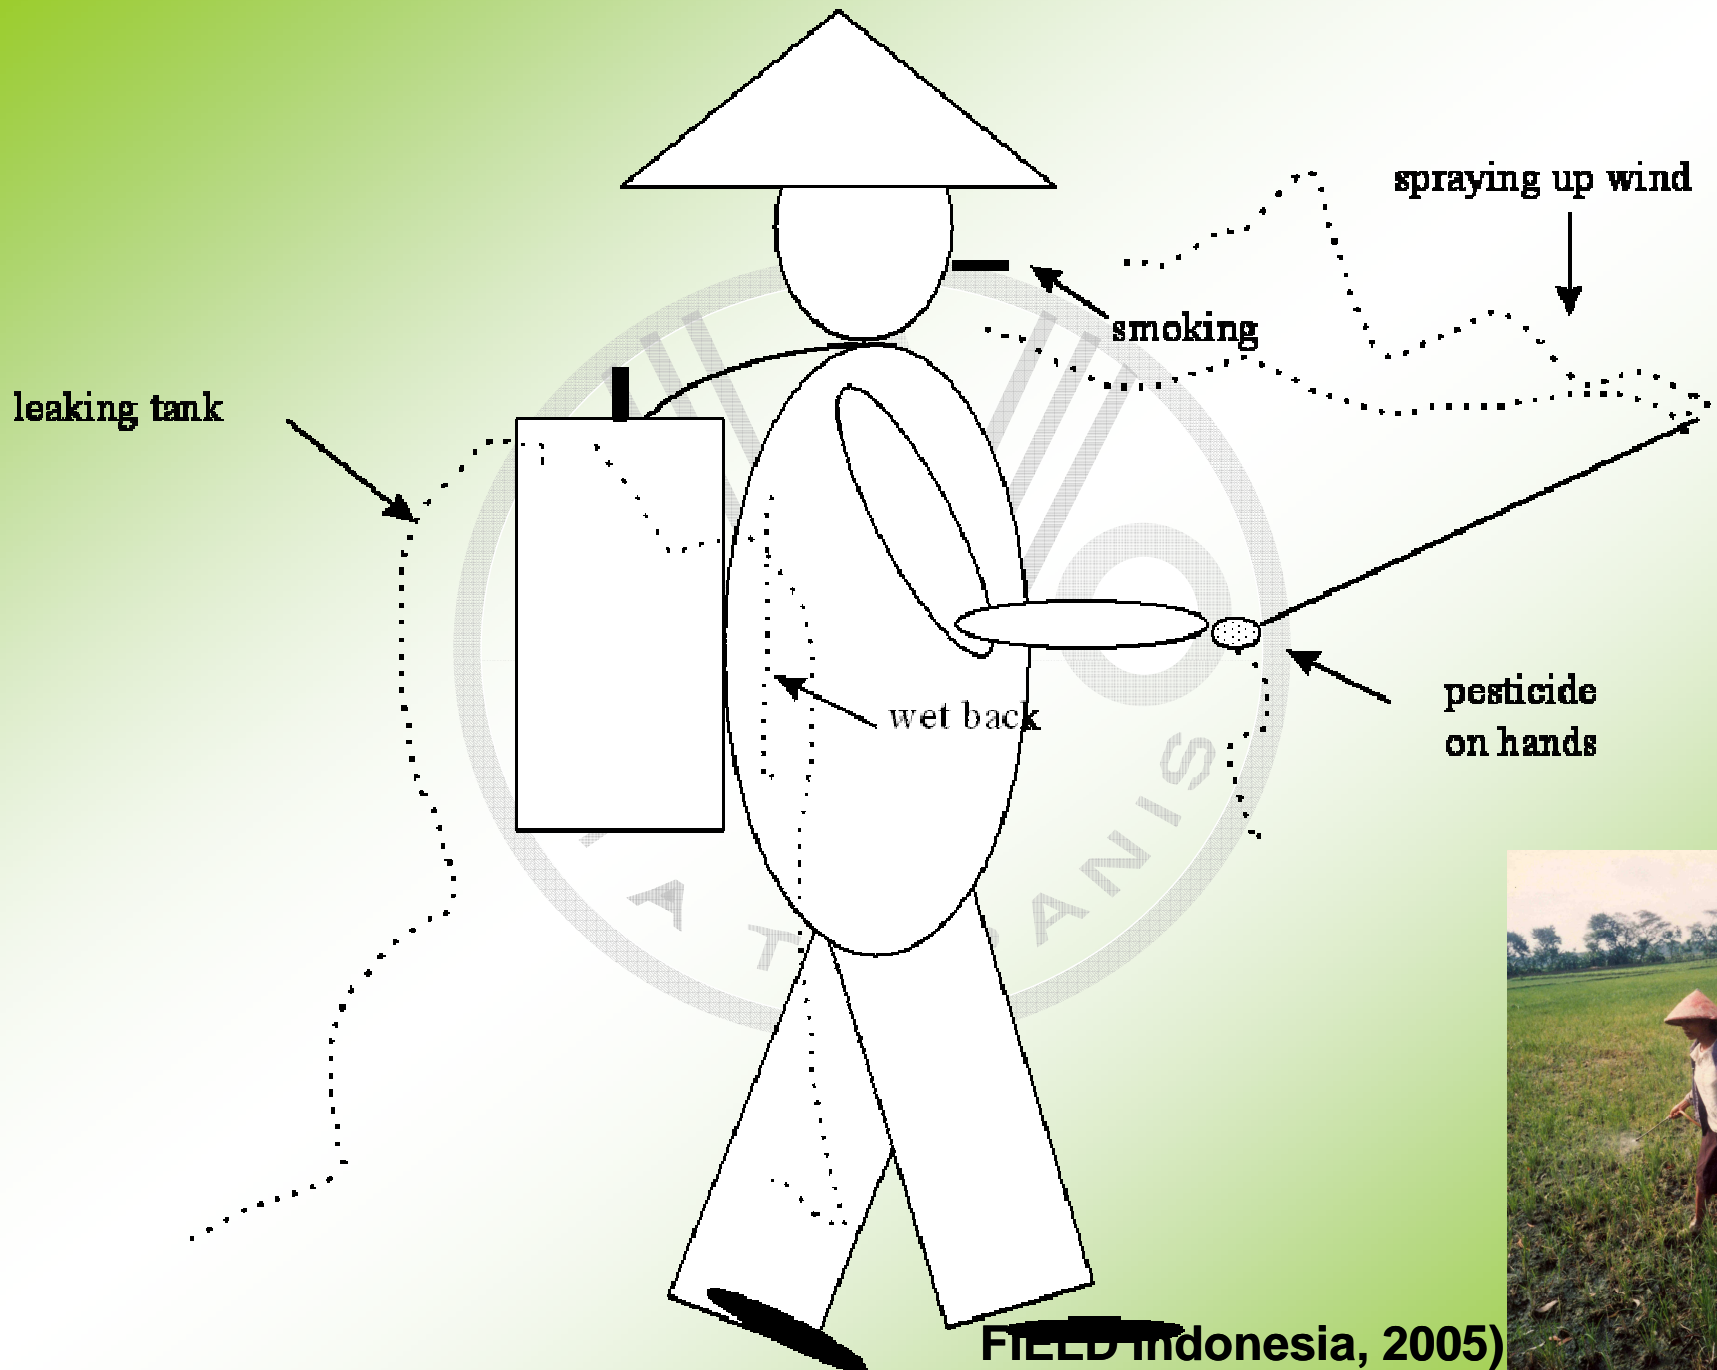 spraying up wind
smoking
leaking tank
pesticide
on hands
wet back
FIELD Indonesia, 2005)